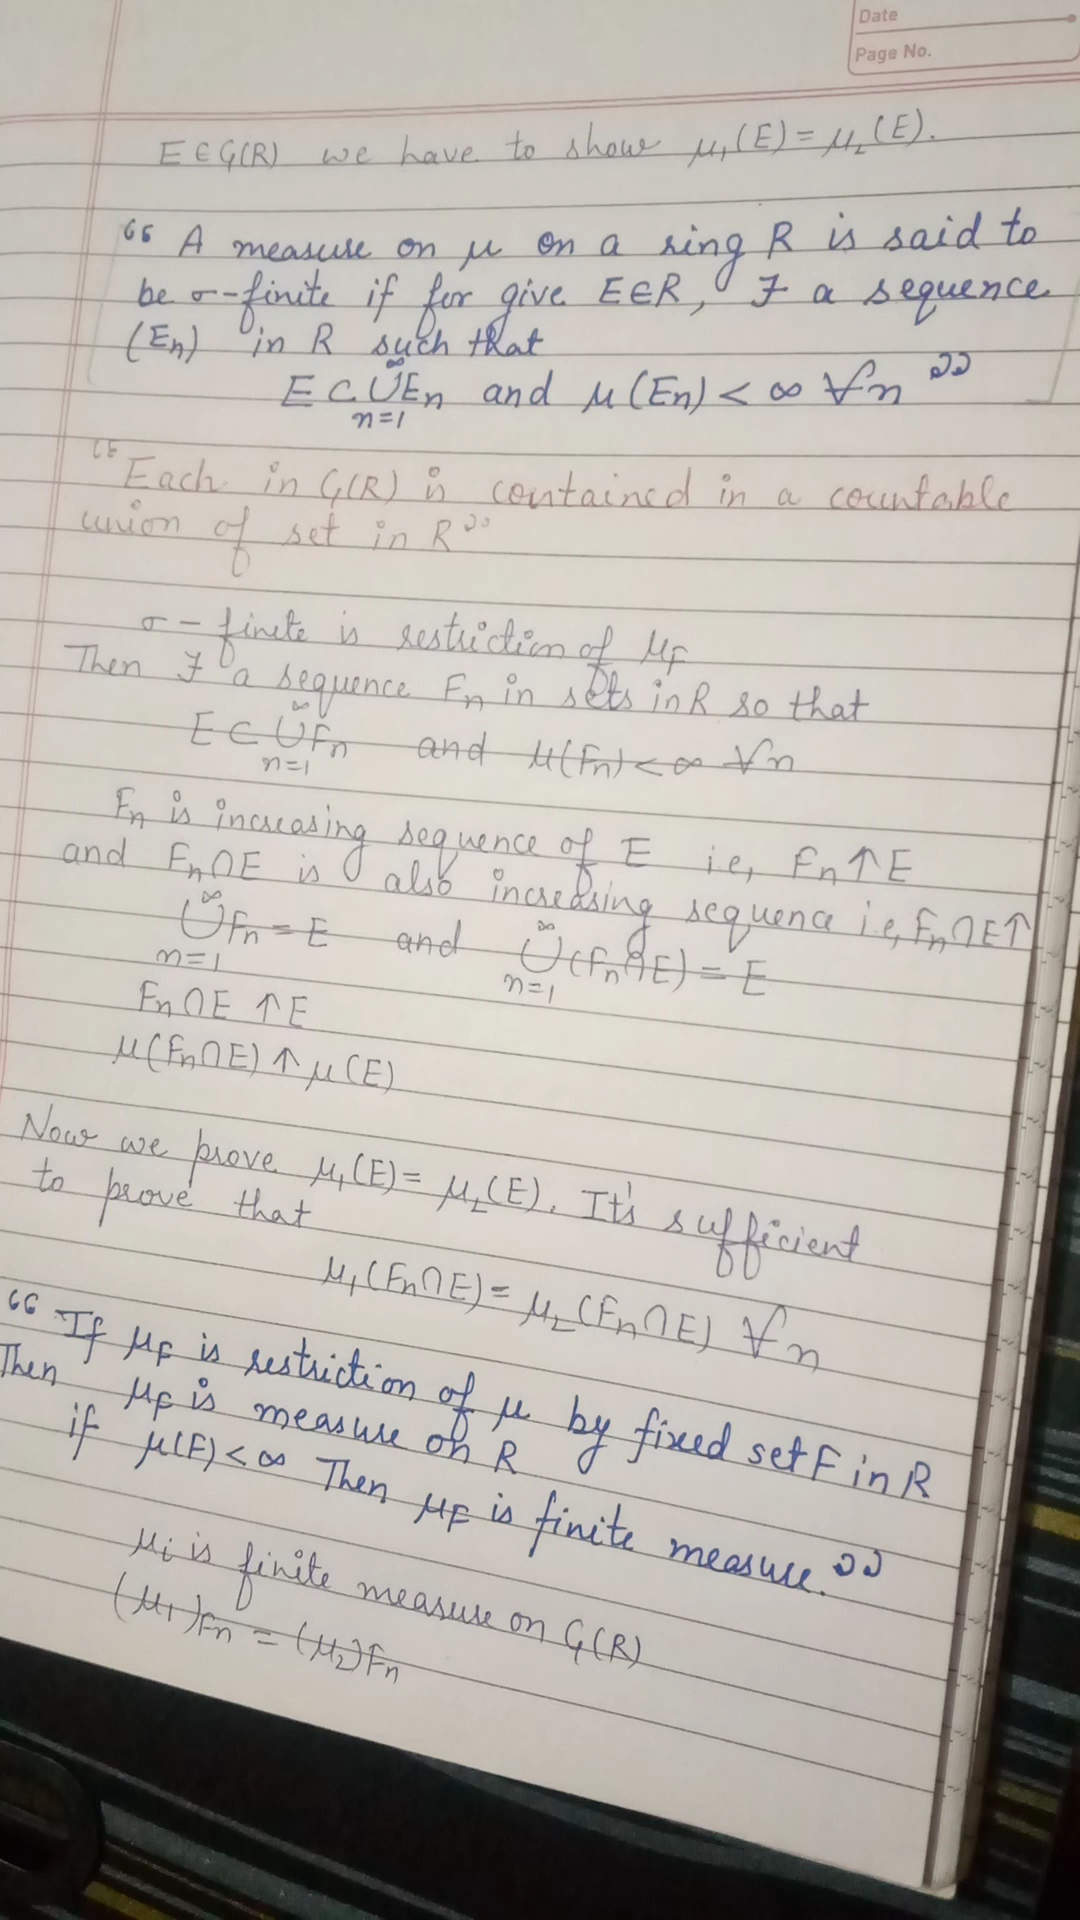 Date
Page No.
E ∈ G(R) we have to show μ₁(E) = μ₂(E).
“ A measure on μ on a ring R is said to
be σ-finite if for give E∈R, ∃ a sequence
(En) in R such that
E ⊂ ∞∪n=1 En and μ(En) < ∞ ∀n ”
“ Each in G(R) is contained in a countable
union of set in R ”
σ - finite is restriction of μF
Then ∃ a sequence Fn in sets in R so that
E ⊂ ∞∪n=1 Fn and μ(Fn) < ∞ ∀n
Fn is increasing sequence of E i.e, Fn ↑ E
and Fn∩E is also increasing sequence i.e, Fn∩E↑
∞∪n=1 Fn = E and ∞∪n=1 (Fn∩E) = E
Fn∩E ↑E
μ(Fn∩E) ↑ μ(E)
Now we prove μ₁(E) = μ₂(E). It's sufficient
to prove that
μ₁(Fn∩E) = μ₂(Fn∩E) ∀n
“ If μF is restriction of μ by fixed set F in R
Then μF is measure on R
if μ(F) < ∞ Then μF is finite measure. ”
μi is finite measure on G(R)
(μ₁)Fn = (μ₂)Fn